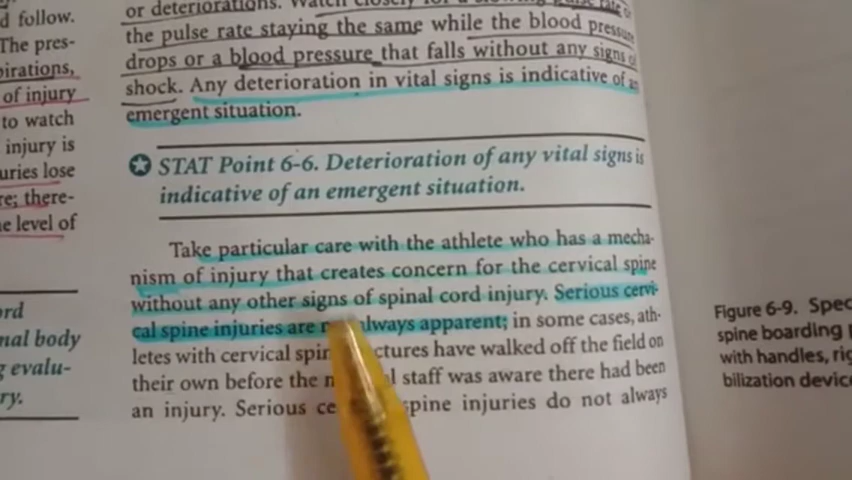 d follow.
The pres-
pirations,
of injury
to watch
injury is
uries lose
re; there-
e level of
ord
nal body
g evalu-
ry.
or deteriorations. Watch closely for a slowing pulse rate
the pulse rate staying the same while the blood pressure
drops or a blood pressure that falls without any signs of
shock. Any deterioration in vital signs is indicative of an
emergent situation.
STAT Point 6-6. Deterioration of any vital signs is
indicative of an emergent situation.
Take particular care with the athlete who has a mecha-
nism of injury that creates concern for the cervical spine
without any other signs of spinal cord injury. Serious cervi-
cal spine injuries are always apparent; in some cases, ath-
letes with cervical spin ctures have walked off the field on
their own before the m l staff was aware there had been
an injury. Serious ce spine injuries do not always
Figure 6-9. Spec
spine boarding
with handles, rig
bilization device